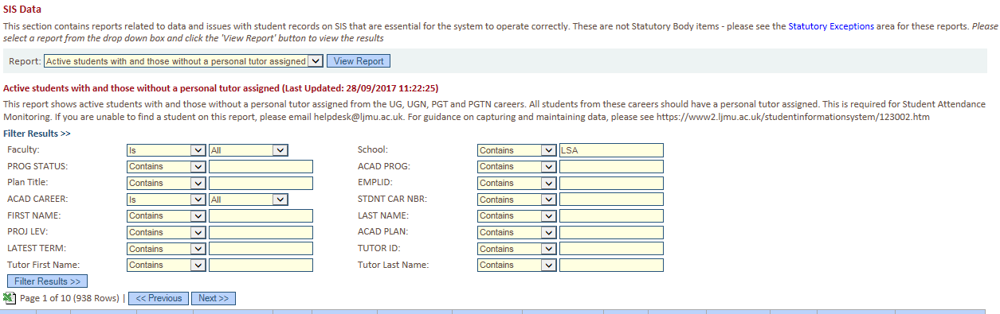 SIS Data
This section contains reports related to data and issues with student records on SIS that are essential for the system to operate correctly. These are not Statutory Body items - please see the Statutory Exceptions area for these reports. Please
select a report from the drop down box and click the 'View Report' button to view the results
Report: Active students with and those without a personal tutor assigned View Report
Active students with and those without a personal tutor assigned (Last Updated: 28/09/2017 11:22:25)
This report shows active students with and those without a personal tutor assigned from the UG, UGN, PGT and PGTN careers. All students from these careers should have a personal tutor assigned. This is required for Student Attendance
Monitoring. If you are unable to find a student on this report, please email helpdesk@ljmu.ac.uk. For guidance on capturing and maintaining data, please see https://www2.ljmu.ac.uk/studentinformationsystem/123002.htm
Filter Results >>
Faculty: Is All School: Contains LSA
PROG STATUS: Contains ACAD PROG: Contains
Plan Title: Contains EMPLID: Contains
ACAD CAREER: Is All STDNT CAR NBR: Contains
FIRST NAME: Contains LAST NAME: Contains
PROJ LEV: Contains ACAD PLAN: Contains
LATEST TERM: Contains TUTOR ID: Contains
Tutor First Name: Contains Tutor Last Name: Contains
Filter Results >>
Page 1 of 10 (938 Rows) | << Previous Next >>